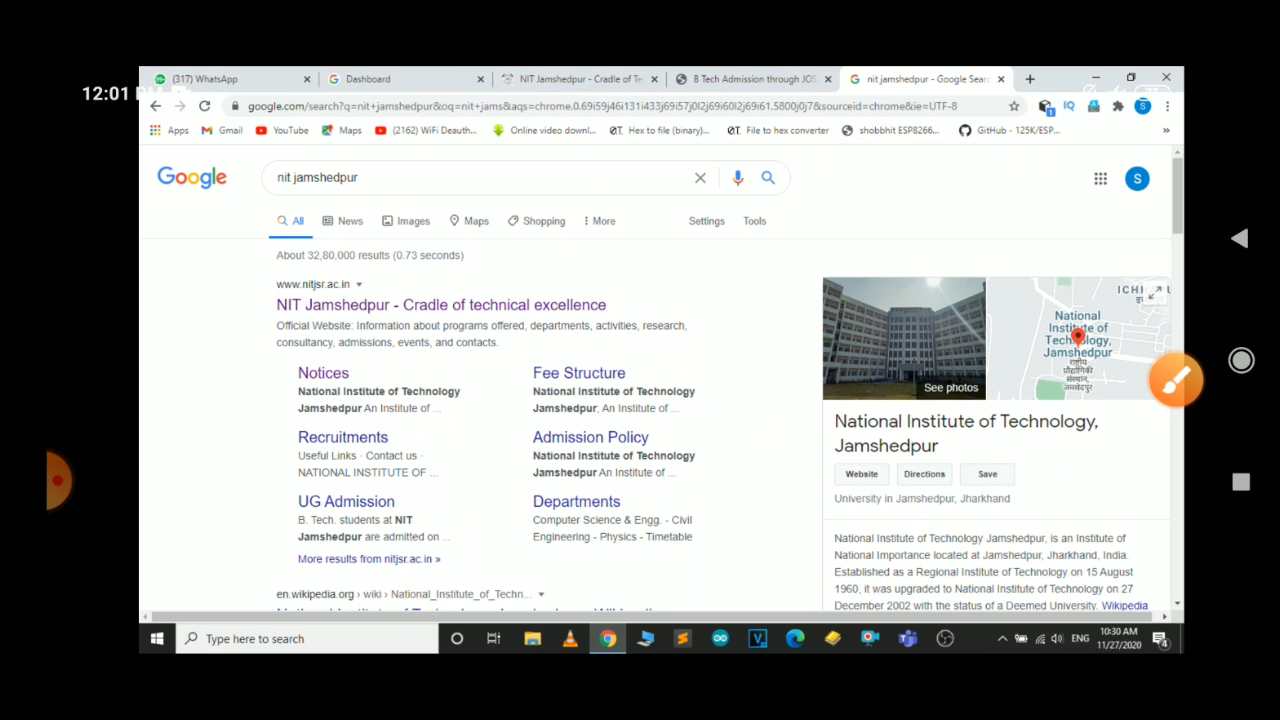 12:01 PM
(317) WhatsApp
Dashboard
NIT Jamshedpur - Cradle of Te
B Tech Admission through JOS
nit jamshedpur - Google Searc
google.com/search?q=nit+jamshedpur&oq=nit+jams&aqs=chrome.0.69i59j46i131i433j69i57j0l2j69i60l2j69i61.5800j0j7&sourceid=chrome&ie=UTF-8
IQ
1
S
Apps
Gmail
YouTube
Maps
(2162) WiFi Deauth...
Online video downl...
Hex to file (binary)...
File to hex converter
shobbhit ESP8266...
GitHub - 125K/ESP...
Google
nit jamshedpur
S
All
News
Images
Maps
Shopping
More
Settings
Tools
About 32,80,000 results (0.73 seconds)
www.nitjsr.ac.in
NIT Jamshedpur - Cradle of technical excellence
Official Website: Information about programs offered, departments, activities, research,
consultancy, admissions, events, and contacts.
Notices
National Institute of Technology
Jamshedpur An Institute of ...
Fee Structure
National Institute of Technology
Jamshedpur, An Institute of ...
Recruitments
Useful Links · Contact us ·
NATIONAL INSTITUTE OF ...
Admission Policy
National Institute of Technology
Jamshedpur An Institute of ...
UG Admission
B. Tech. students at NIT
Jamshedpur are admitted on ...
Departments
Computer Science & Engg. - Civil
Engineering - Physics - Timetable
More results from nitjsr.ac.in »
en.wikipedia.org › wiki › National_Institute_of_Techn...
See photos
National
Institute of
Technology,
Jamshedpur
राष्ट्रीय
प्रौद्योगिकी
संस्थान,
जमशेदपुर
National Institute of Technology,
Jamshedpur
Website
Directions
Save
University in Jamshedpur, Jharkhand
National Institute of Technology Jamshedpur, is an Institute of
National Importance located at Jamshedpur, Jharkhand, India.
Established as a Regional Institute of Technology on 15 August
1960, it was upgraded to National Institute of Technology on 27
December 2002 with the status of a Deemed University. Wikipedia
Type here to search
ENG
10:30 AM
11/27/2020
4